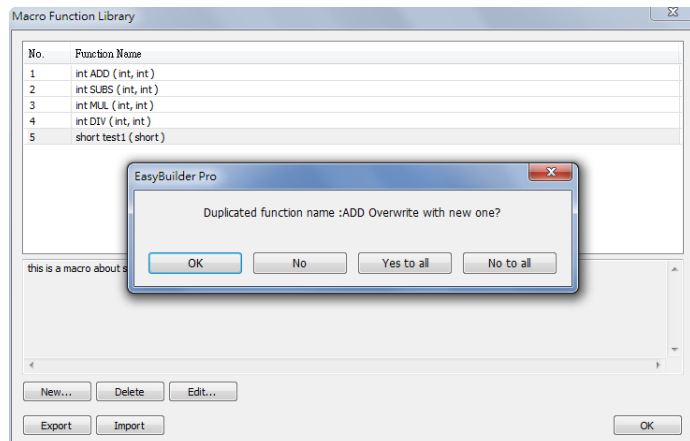 Macro Function Library
No. Function Name
1 int ADD ( int, int )
2 int SUBS ( int, int )
3 int MUL ( int, int )
4 int DIV ( int, int )
5 short test1 ( short )
EasyBuilder Pro
Duplicated function name :ADD Overwrite with new one?
OK No Yes to all No to all
this is a macro about
New... Delete Edit...
Export Import OK